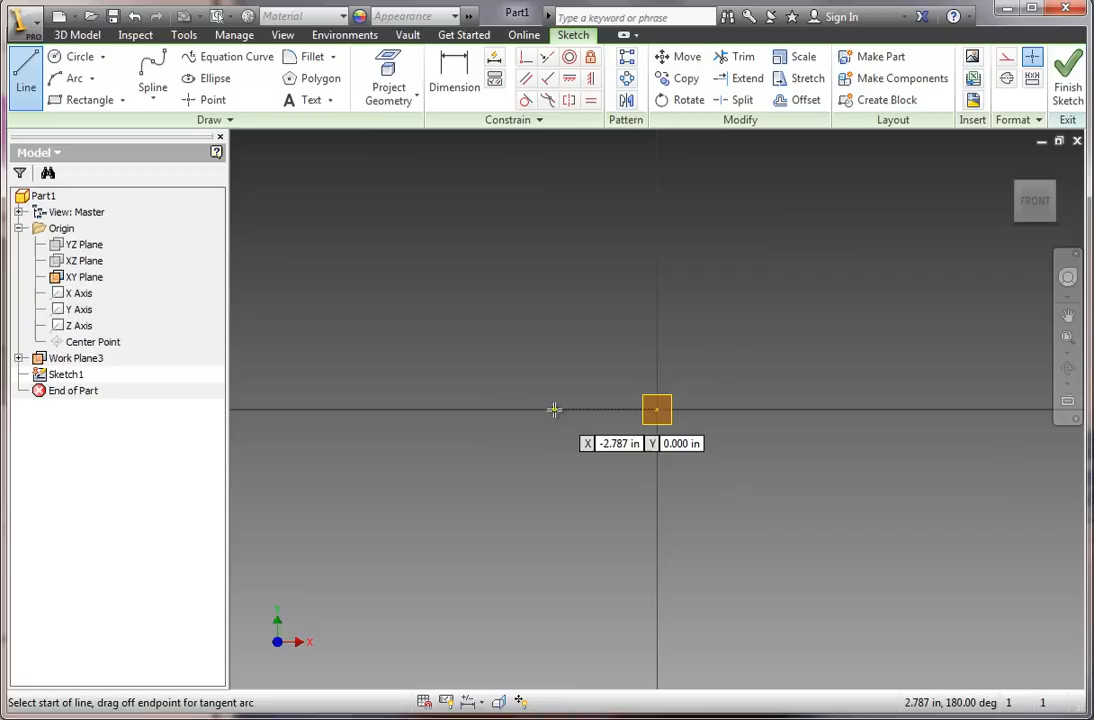 Material
Appearance
Part1
Type a keyword or phrase
Sign In
PRO
3D Model
Inspect
Tools
Manage
View
Environments
Vault
Get Started
Online
Sketch
Line
Circle
Arc
Rectangle
Spline
Equation Curve
Ellipse
Point
Fillet
Polygon
Text
Project
Geometry
Dimension
Move
Copy
Rotate
Trim
Extend
Split
Scale
Stretch
Offset
Make Part
Make Components
Create Block
Finish
Sketch
Draw
Constrain
Pattern
Modify
Layout
Insert
Format
Exit
Model
Part1
View: Master
Origin
YZ Plane
XZ Plane
XY Plane
X Axis
Y Axis
Z Axis
Center Point
Work Plane3
Sketch1
End of Part
FRONT
X -2.787 in Y 0.000 in
Y
X
Select start of line, drag off endpoint for tangent arc
2.787 in, 180.00 deg 1 1